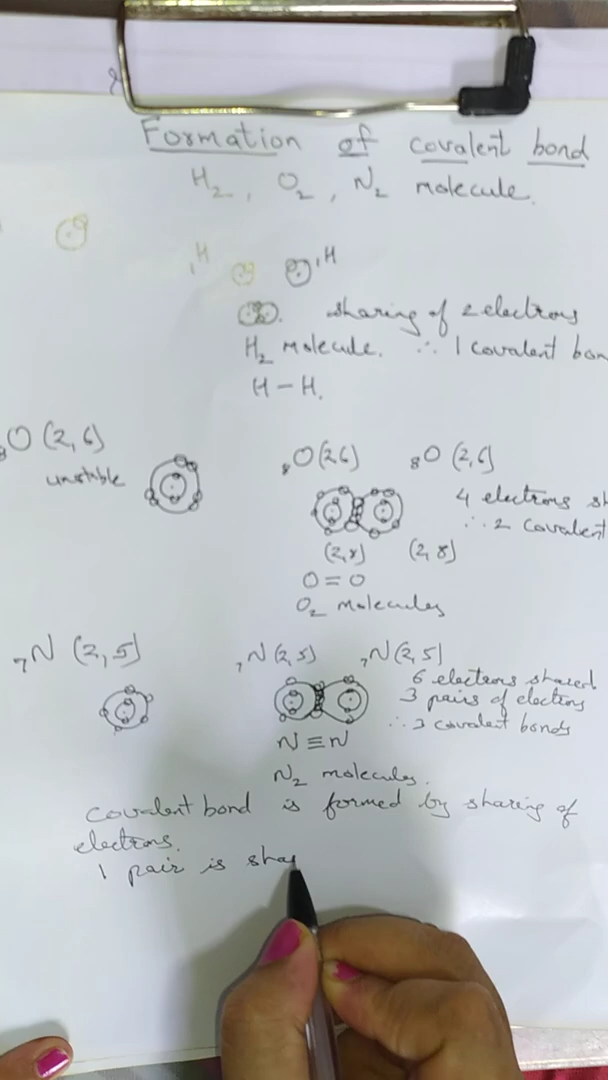 Formation of covalent bond
H₂, O₂, N₂ molecule.
₁H ₁H
sharing of 2 electrons
H₂ molecule. ∴ 1 covalent bon
H – H.
₈O (2,6)
unstable
₈O (2,6) ₈O (2,6)
4 electrons sh
∴ 2 covalent
(2,8) (2,8)
O = O
O₂ molecules
₇N (2,5)
₇N (2,5) ₇N (2,5)
6 electrons shared
3 pairs of electrons
∴ 3 covalent bonds
N ≡ N
N₂ molecules.
Covalent bond is formed by sharing of
electrons.
1 pair is sha